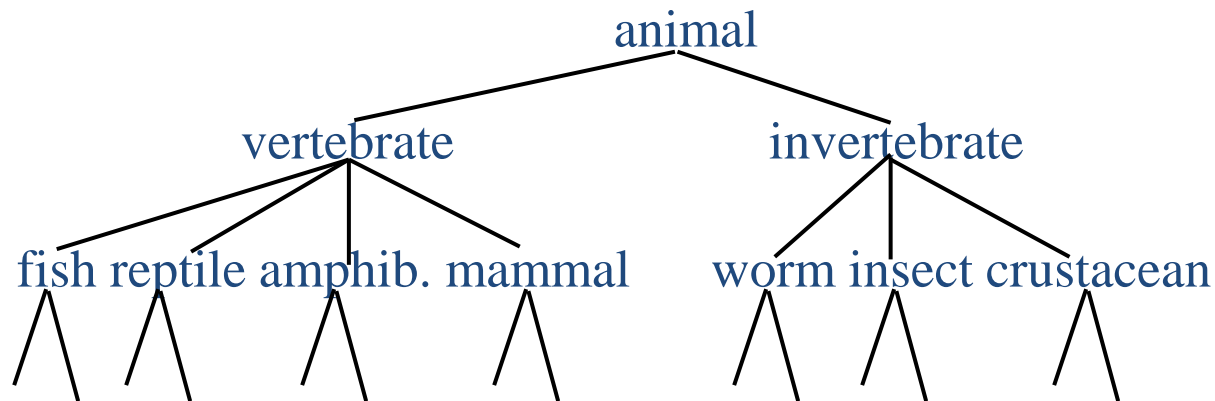 animal
vertebrate invertebrate
fish reptile amphib. mammal worm insect crustacean